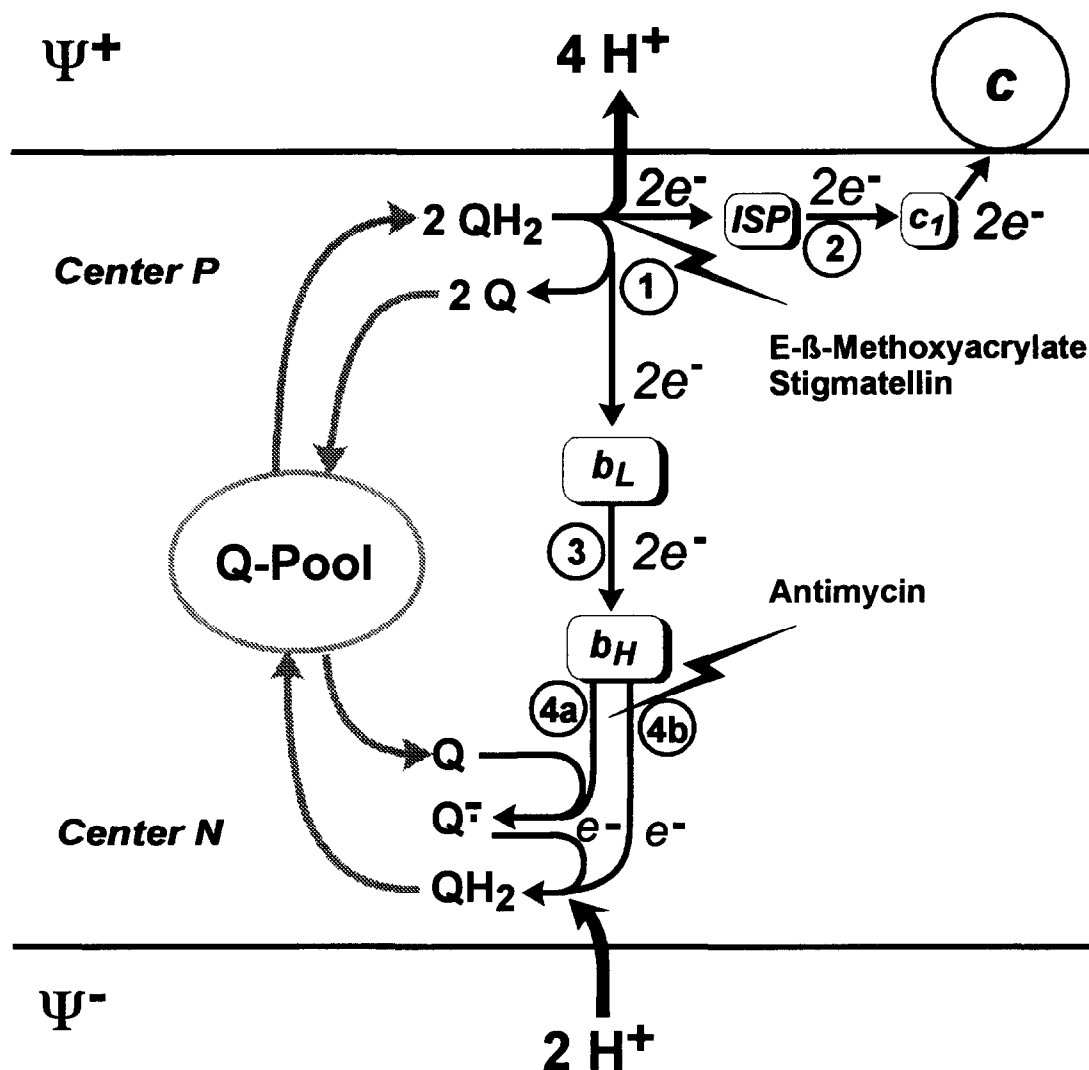 Ψ+
4 H+
c
2e-
2e-
2 QH2
ISP
c1
2e-
2
Center P
1
2 Q
E-ß-Methoxyacrylate
Stigmatellin
2e-
bL
Q-Pool
3
2e-
Antimycin
bH
4a
4b
Q
Q∸
e-
e-
Center N
QH2
Ψ-
2 H+